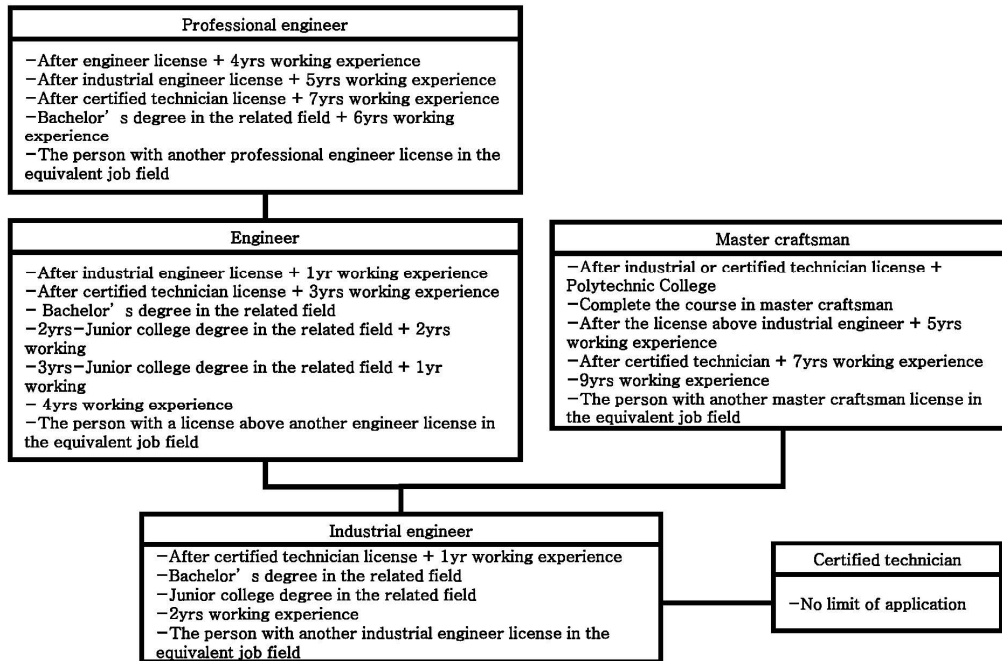 Professional engineer
-After engineer license + 4yrs working experience
-After industrial engineer license + 5yrs working experience
-After certified technician license + 7yrs working experience
-Bachelor's degree in the related field + 6yrs working
experience
-The person with another professional engineer license in the
equivalent job field
Engineer
-After industrial engineer license + 1yr working experience
-After certified technician license + 3yrs working experience
- Bachelor's degree in the related field
-2yrs-Junior college degree in the related field + 2yrs
working
-3yrs-Junior college degree in the related field + 1yr
working
- 4yrs working experience
-The person with a license above another engineer license in
the equivalent job field
Master craftsman
-After industrial or certified technician license +
Polytechnic College
-Complete the course in master craftsman
-After the license above industrial engineer + 5yrs
working experience
-After certified technician + 7yrs working experience
-9yrs working experience
-The person with another master craftsman license in
the equivalent job field
Industrial engineer
-After certified technician license + 1yr working experience
-Bachelor's degree in the related field
-Junior college degree in the related field
-2yrs working experience
-The person with another industrial engineer license in the
equivalent job field
Certified technician
-No limit of application